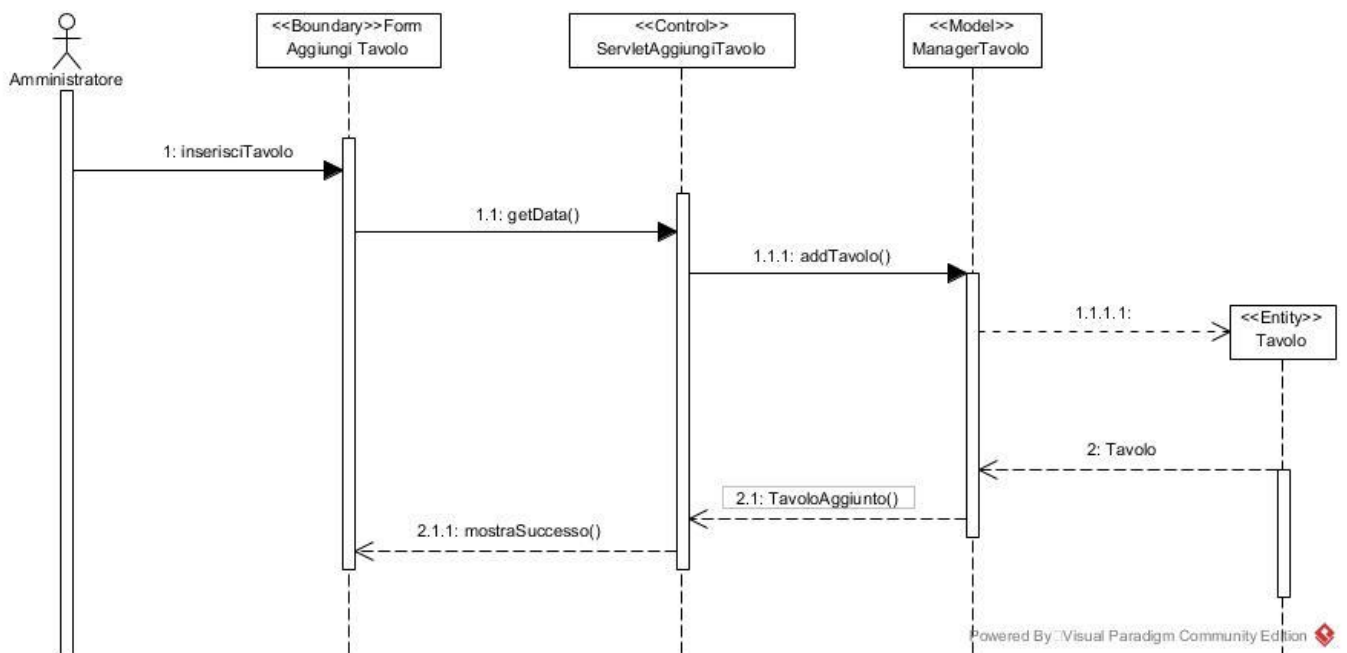 <<Boundary>>Form
Aggiungi Tavolo
<<Control>>
ServletAggiungiTavolo
<<Model>>
ManagerTavolo
Amministratore
1: inserisciTavolo
1.1: getData()
1.1.1: addTavolo()
1.1.1.1:
<<Entity>>
Tavolo
2: Tavolo
2.1: TavoloAggiunto()
2.1.1: mostraSuccesso()
Powered By Visual Paradigm Community Edition